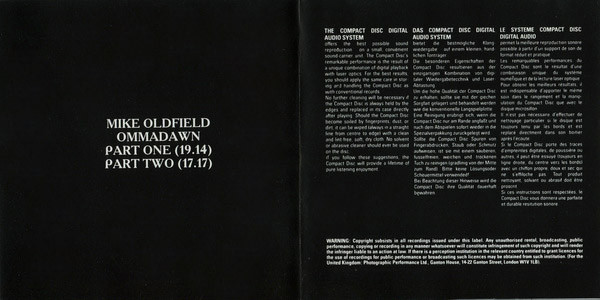 MIKE OLDFIELD
OMMADAWN
PART ONE (19.14)
PART TWO (17.17)
THE COMPACT DISC DIGITAL
AUDIO SYSTEM
offers the best possible sound
reproduction on a small, convenient
sound-carrier unit. The Compact Disc's
remarkable performance is the result of
a unique combination of digital playback
with laser optics. For the best results,
you should apply the same care in stor-
ing and handling the Compact Disc as
with conventional records.
No further cleaning will be necessary if
the Compact Disc is always held by the
edges and replaced in its case directly
after playing. Should the Compact Disc
become soiled by fingerprints, dust or
dirt, it can be wiped (always in a straight
line from centre to edge) with a clean
and lint-free, soft, dry cloth. No solvent
or abrasive cleaner should ever be used
on the disc.
If you follow these suggestions, the
Compact Disc will provide a lifetime of
pure listening enjoyment.
DAS COMPACT DISC DIGITAL
AUDIO SYSTEM
bietet die bestmögliche Klang-
wiedergabe auf einem kleinen, hand-
lichen Tonträger.
Die besonderen Eigenschaften der
Compact Disc resultieren aus der
einzigartigen Kombination von digi-
taler Wiedergabetechnik und Laser-
Abtastung.
Um die hohe Qualität der Compact Disc
zu erhalten, sollte sie mit der gleichen
Sorgfalt gelagert und behandelt werden
wie die konventionelle Langspielplatte.
Eine Reinigung erübrigt sich, wenn die
Compact Disc nur am Rande angefaßt und
nach dem Abspielen sofort wieder in die
Spezialverpackung zurückgelegt wird.
Sollte die Compact Disc Spuren von
Fingerabdrücken, Staub oder Schmutz
aufweisen, ist sie mit einem sauberen,
fusselfreien, weichen und trockenen
Tuch zu reinigen (gradlinig von der Mitte
zum Rand). Bitte keine Lösungsoder
Scheuermittel verwenden!
Bei Beachtung dieser Hinweise wird die
Compact Disc ihre Qualität dauerhaft
bewahren.
LE SYSTEME COMPACT DISC
DIGITAL AUDIO
permet la meilleure reproduction sonore
possible à partir d'un support de son de
format réduit et pratique.
Les remarquables performances du
Compact Disc sont le résultat d'une
combinaison unique du système
numérique et de la lecture laser optique.
Pour obtenir les meilleurs résultats, il
est indispensable d'apporter le même
soin dans le rangement et la manipu-
lation du Compact Disc que avec le
disque microsillon.
Il n'est pas nécessaire d'effectuer de
nettoyage particulier si le disque est
toujours tenu par les bords et est
replacé directement dans son boîtier
après l'écoute.
Si le Compact Disc porte des traces
d'empreintes digitales, de poussière ou
autres, il peut être essuyé (toujours en
ligne droite, du centre vers les bords)
avec un chiffon propre, doux et sec qui
ne s'effiloche pas. Tout produit
nettoyant, solvant ou abrasif doit être
proscrit.
Si ces instructions sont respectées, le
Compact Disc vous donnera une parfaite
et durable restitution sonore.
WARNING: Copyright subsists in all recordings issued under this label. Any unauthorised rental, broadcasting, public
performance, copying or recording in any manner whatsoever will constitute infringement of such copyright and will render
the infringer liable to an action at law. If there is a perception institution in the relevant country entitled to grant licences for
the use of recordings for public performance or broadcasting such licences may be obtained from such institution. (For the
United Kingdom: Photographic Performance Ltd., Ganton House, 14-22 Ganton Street, London W1V 1LB).